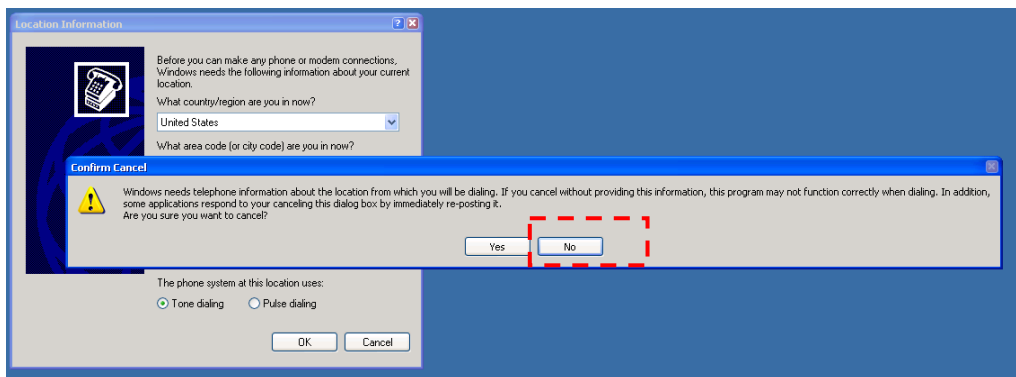 Location Information
Before you can make any phone or modem connections,
Windows needs the following information about your current
location.
What country/region are you in now?
United States
What area code (or city code) are you in now?
Confirm Cancel
Windows needs telephone information about the location from which you will be dialing. If you cancel without providing this information, this program may not function correctly when dialing. In addition,
some applications respond to your canceling this dialog box by immediately re-posting it.
Are you sure you want to cancel?
Yes No
The phone system at this location uses:
Tone dialing Pulse dialing
OK Cancel